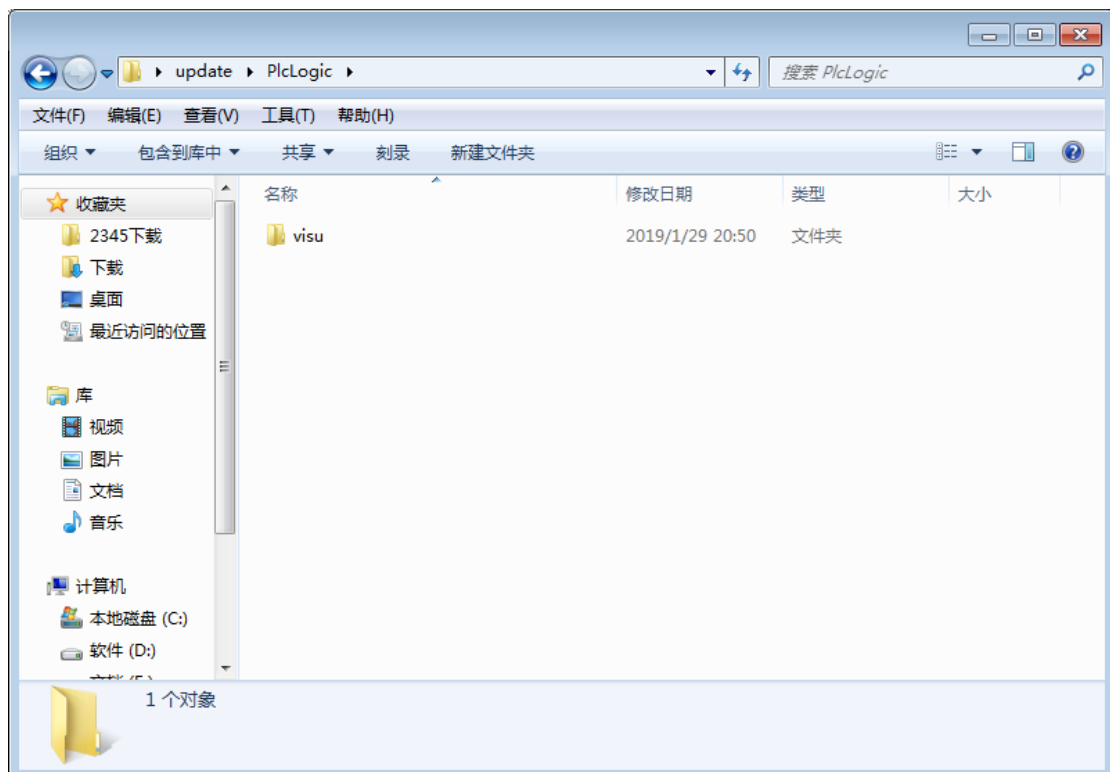 update PlcLogic 搜索 PlcLogic
文件(F) 编辑(E) 查看(V) 工具(T) 帮助(H)
组织 包含到库中 共享 刻录 新建文件夹
名称 修改日期 类型 大小
visu 2019/1/29 20:50 文件夹
收藏夹
2345下载
下载
桌面
最近访问的位置
库
视频
图片
文档
音乐
计算机
本地磁盘 (C:)
软件 (D:)
1 个对象